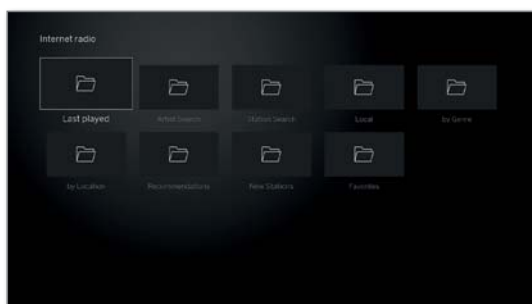 Internet radio
Last played
Artist Search
Station Search
Local
by Genre
by Location
Recommendations
New Stations
Favorites